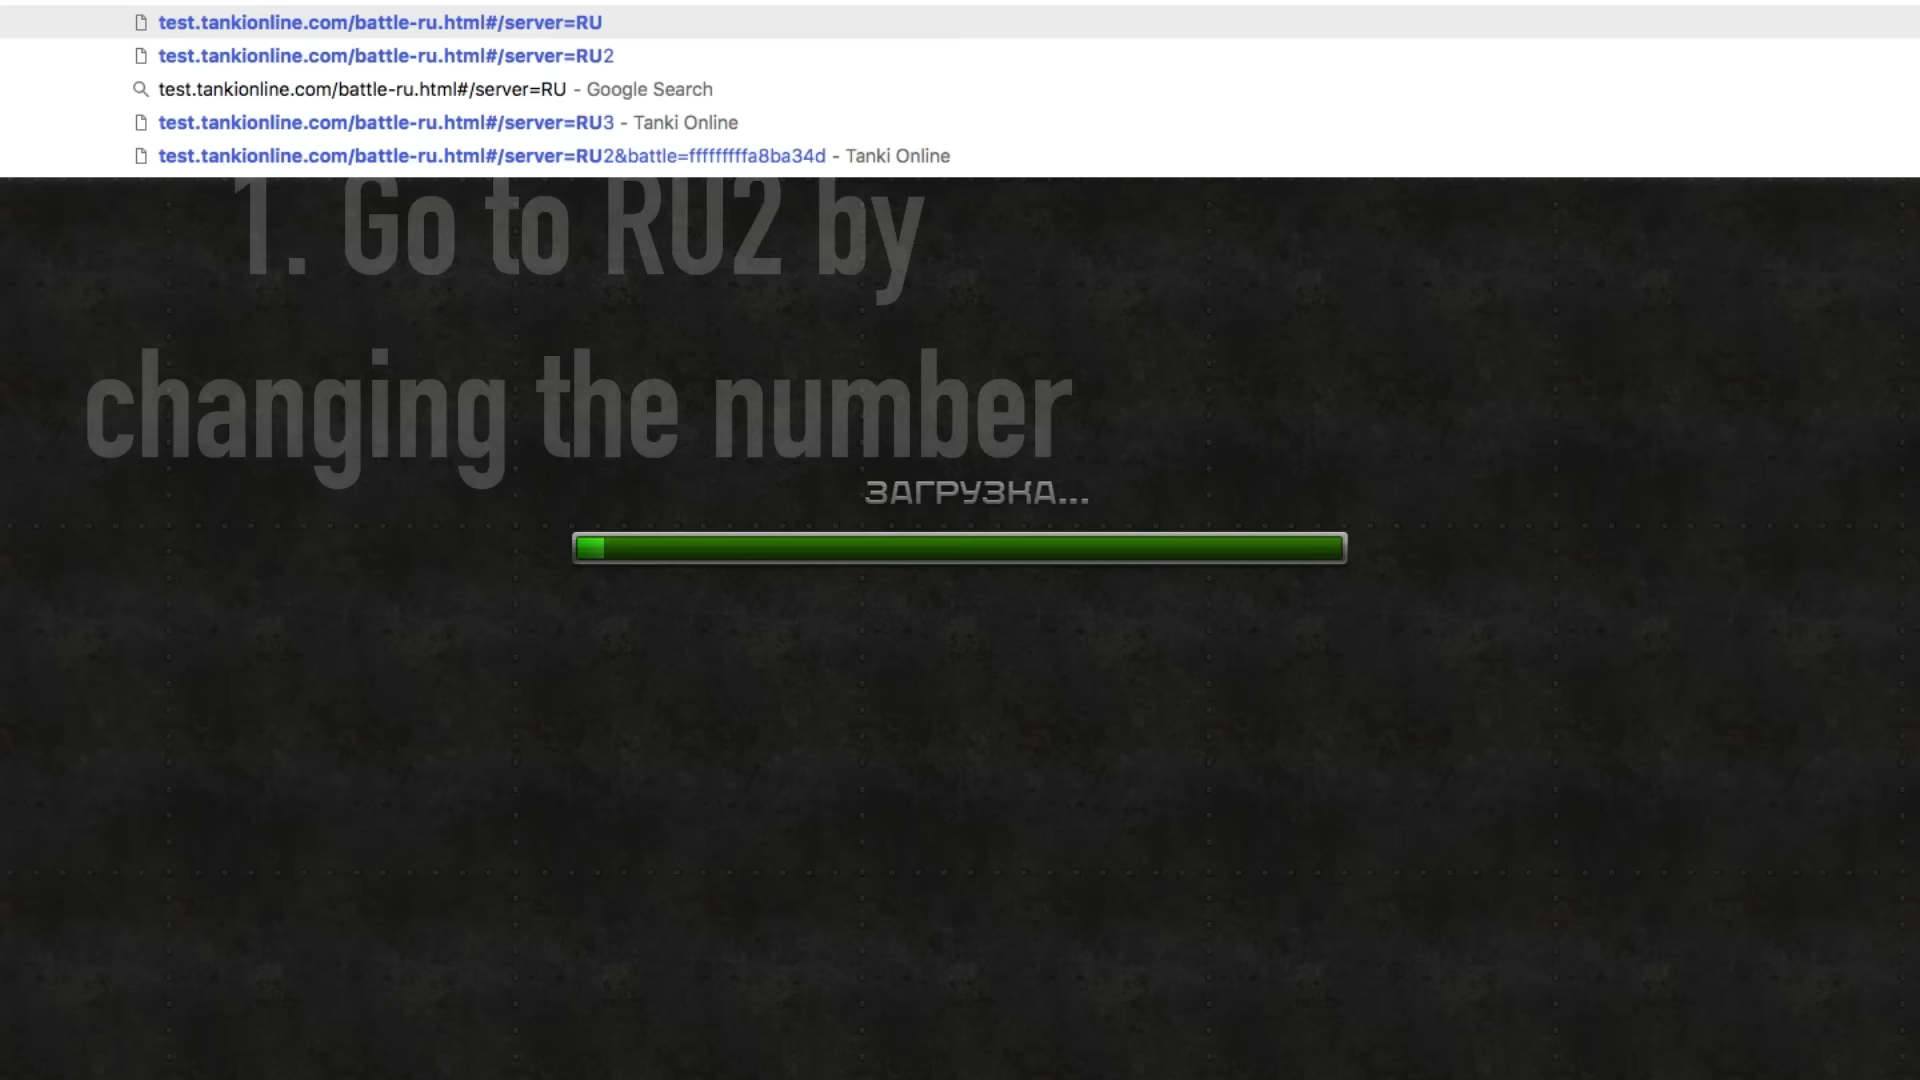 test.tankionline.com/battle-ru.html#/server=RU
test.tankionline.com/battle-ru.html#/server=RU2
test.tankionline.com/battle-ru.html#/server=RU - Google Search
test.tankionline.com/battle-ru.html#/server=RU3 - Tanki Online
test.tankionline.com/battle-ru.html#/server=RU2&battle=fffffffffa8ba34d - Tanki Online
1. Go to RU2 by
changing the number
ЗАГРУЗКА...